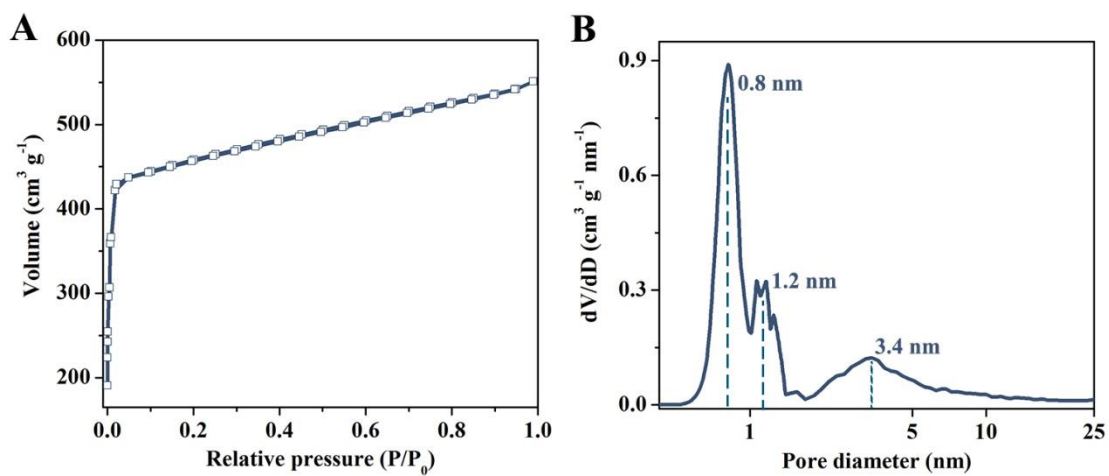 A
Volume (cm³ g⁻¹)
600
500
400
300
200
0.0 0.2 0.4 0.6 0.8 1.0
Relative pressure (P/P₀)
B
dV/dD (cm³ g⁻¹ nm⁻¹)
0.9
0.6
0.3
0.0
0.8 nm
1.2 nm
3.4 nm
1 5 10 25
Pore diameter (nm)